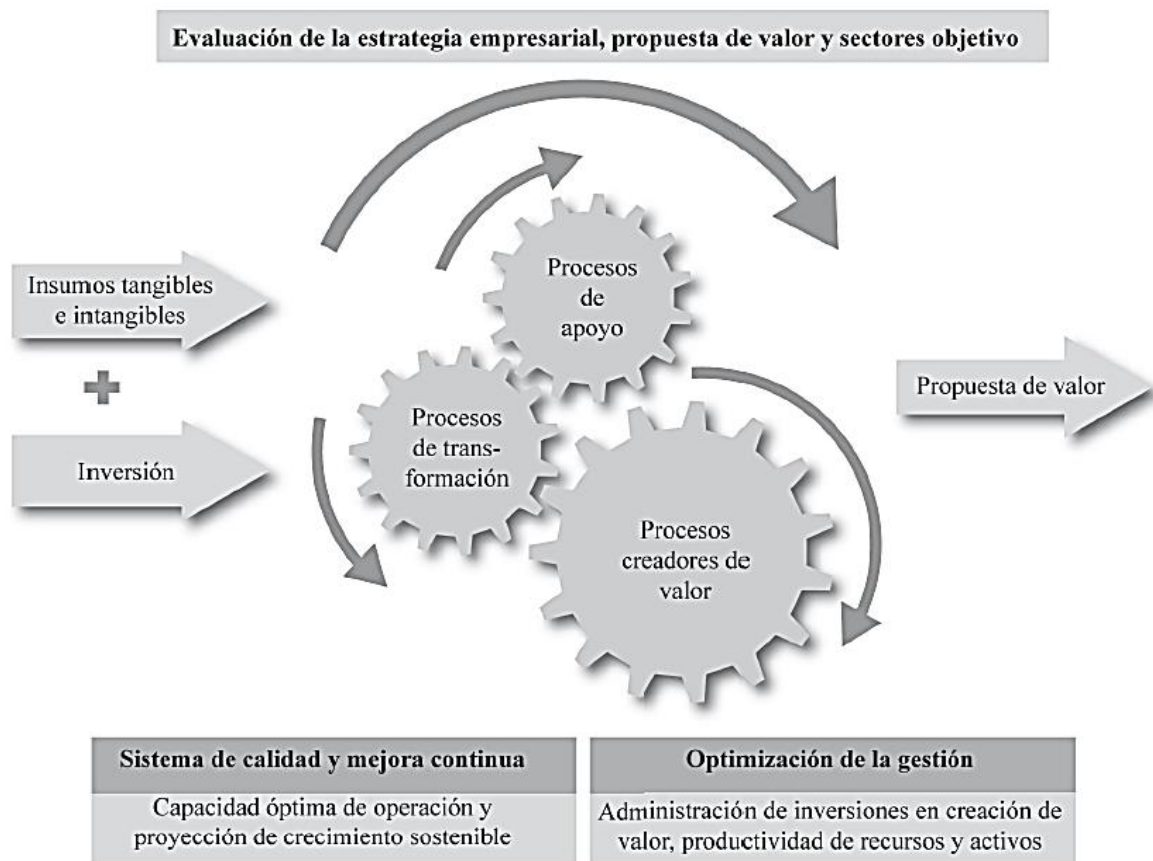 Evaluación de la estrategia empresarial, propuesta de valor y sectores objetivo
Procesos
de
apoyo
Insumos tangibles
e intangibles
+
Inversión
Procesos
de trans-
formación
Procesos
creadores de
valor
Propuesta de valor
Sistema de calidad y mejora continua
Capacidad óptima de operación y
proyección de crecimiento sostenible
Optimización de la gestión
Administración de inversiones en creación de
valor, productividad de recursos y activos